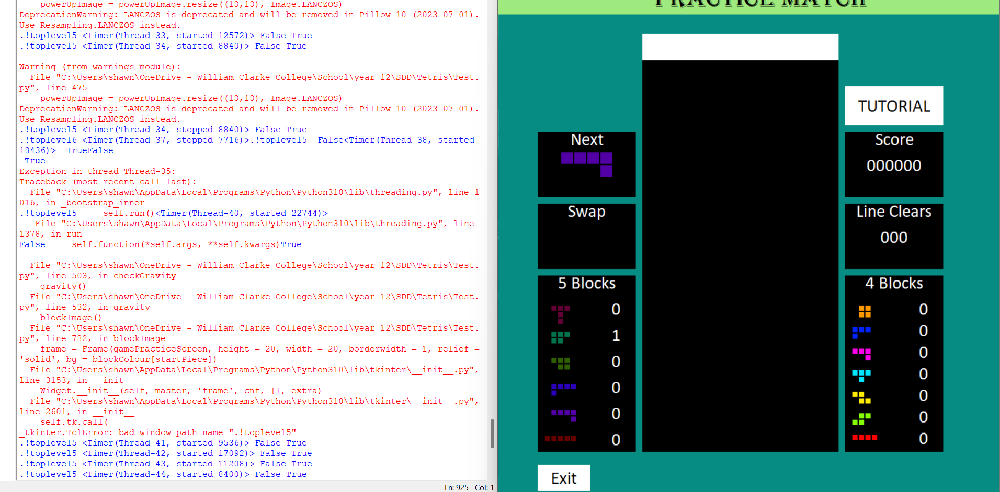 powerUpImage = powerUpImage.resize((18,18), Image.LANCZOS)
DeprecationWarning: LANCZOS is deprecated and will be removed in Pillow 10 (2023-07-01).
Use Resampling.LANCZOS instead.
.!toplevel5 <Timer(Thread-33, started 12572)> False True
.!toplevel5 <Timer(Thread-34, started 8840)> False True
Warning (from warnings module):
File "C:\Users\shawn\OneDrive - William Clarke College\School\year 12\SDD\Tetris\Test.
py", line 475
powerUpImage = powerUpImage.resize((18,18), Image.LANCZOS)
DeprecationWarning: LANCZOS is deprecated and will be removed in Pillow 10 (2023-07-01).
Use Resampling.LANCZOS instead.
.!toplevel5 <Timer(Thread-34, stopped 8840)> False True
.!toplevel6 <Timer(Thread-37, stopped 7716)>.!toplevel5  False<Timer(Thread-38, started
18436)>  TrueFalse
True
Exception in thread Thread-35:
Traceback (most recent call last):
File "C:\Users\shawn\AppData\Local\Programs\Python\Python310\lib\threading.py", line 1
016, in _bootstrap_inner
.!toplevel5     self.run()<Timer(Thread-40, started 22744)>
File "C:\Users\shawn\AppData\Local\Programs\Python\Python310\lib\threading.py", line
1378, in run
False     self.function(*self.args, **self.kwargs)True
File "C:\Users\shawn\OneDrive - William Clarke College\School\year 12\SDD\Tetris\Test.
py", line 503, in checkGravity
gravity()
File "C:\Users\shawn\OneDrive - William Clarke College\School\year 12\SDD\Tetris\Test.
py", line 532, in gravity
blockImage()
File "C:\Users\shawn\OneDrive - William Clarke College\School\year 12\SDD\Tetris\Test.
py", line 782, in blockImage
frame = Frame(gamePracticeScreen, height = 20, width = 20, borderwidth = 1, relief =
'solid', bg = blockColour[startPiece])
File "C:\Users\shawn\AppData\Local\Programs\Python\Python310\lib\tkinter\__init__.py",
line 3153, in __init__
Widget.__init__(self, master, 'frame', cnf, {}, extra)
File "C:\Users\shawn\AppData\Local\Programs\Python\Python310\lib\tkinter\__init__.py",
line 2601, in __init__
self.tk.call(
_tkinter.TclError: bad window path name ".!toplevel5"
.!toplevel5 <Timer(Thread-41, started 9536)> False True
.!toplevel5 <Timer(Thread-42, started 17092)> False True
.!toplevel5 <Timer(Thread-43, started 11208)> False True
.!toplevel5 <Timer(Thread-44, started 8400)> False True
Ln: 925 Col: 1
PRACTICE MATCH
TUTORIAL
Next
Score
000000
Swap
Line Clears
000
5 Blocks
0
1
0
0
0
0
4 Blocks
0
0
0
0
0
0
0
Exit